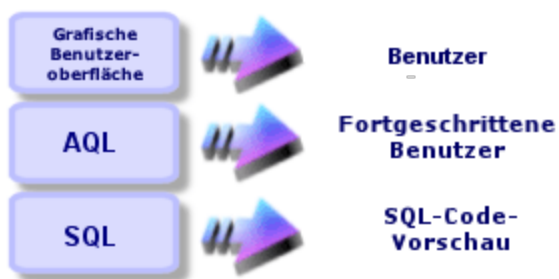 Grafische
Benutzer-
oberfläche
Benutzer
AQL
Fortgeschrittene
Benutzer
SQL
SQL-Code-
Vorschau